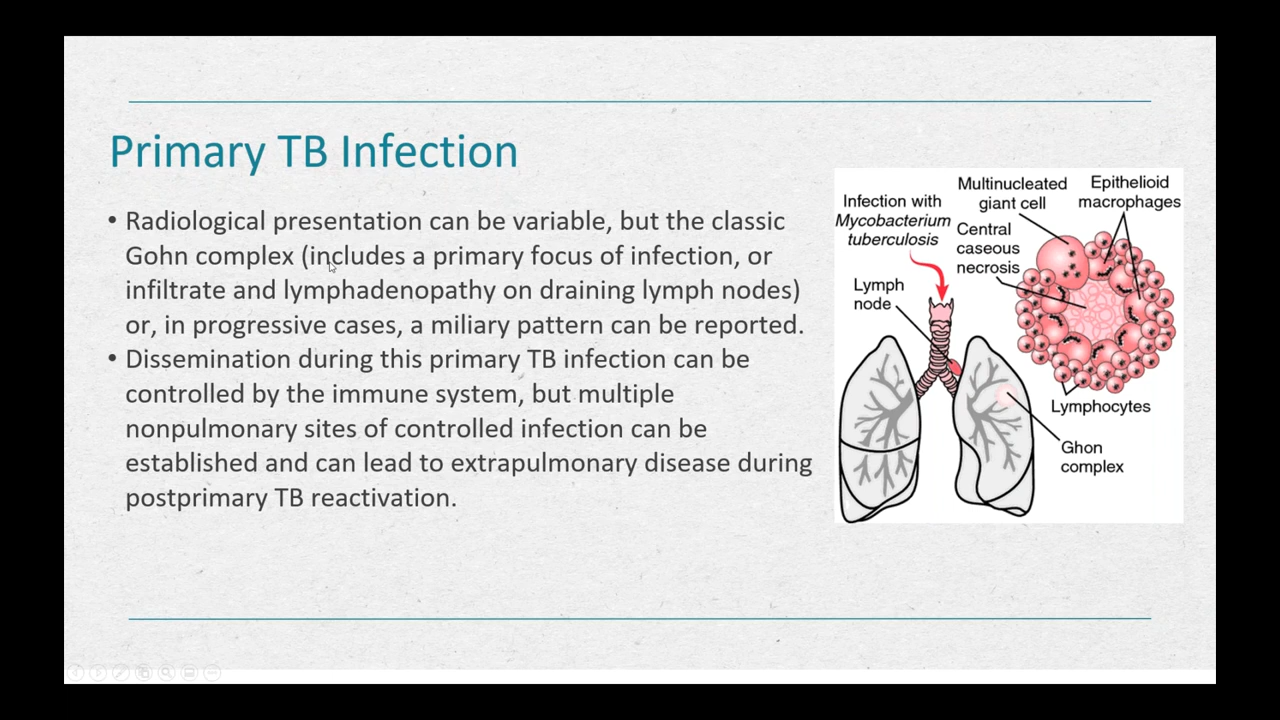 Primary TB Infection
• Radiological presentation can be variable, but the classic
Gohn complex (includes a primary focus of infection, or
infiltrate and lymphadenopathy on draining lymph nodes)
or, in progressive cases, a miliary pattern can be reported.
• Dissemination during this primary TB infection can be
controlled by the immune system, but multiple
nonpulmonary sites of controlled infection can be
established and can lead to extrapulmonary disease during
postprimary TB reactivation.
Infection with
Mycobacterium
tuberculosis
Multinucleated
giant cell
Epithelioid
macrophages
Central
caseous
necrosis
Lymph
node
Lymphocytes
Ghon
complex